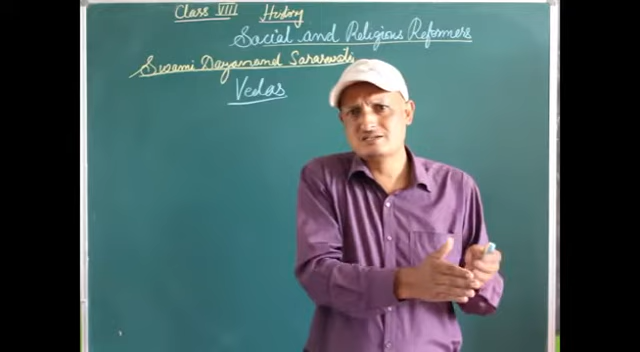 Class VIII History
Social and Religious Reformers
Swami Dayanand Saraswati
Vedas